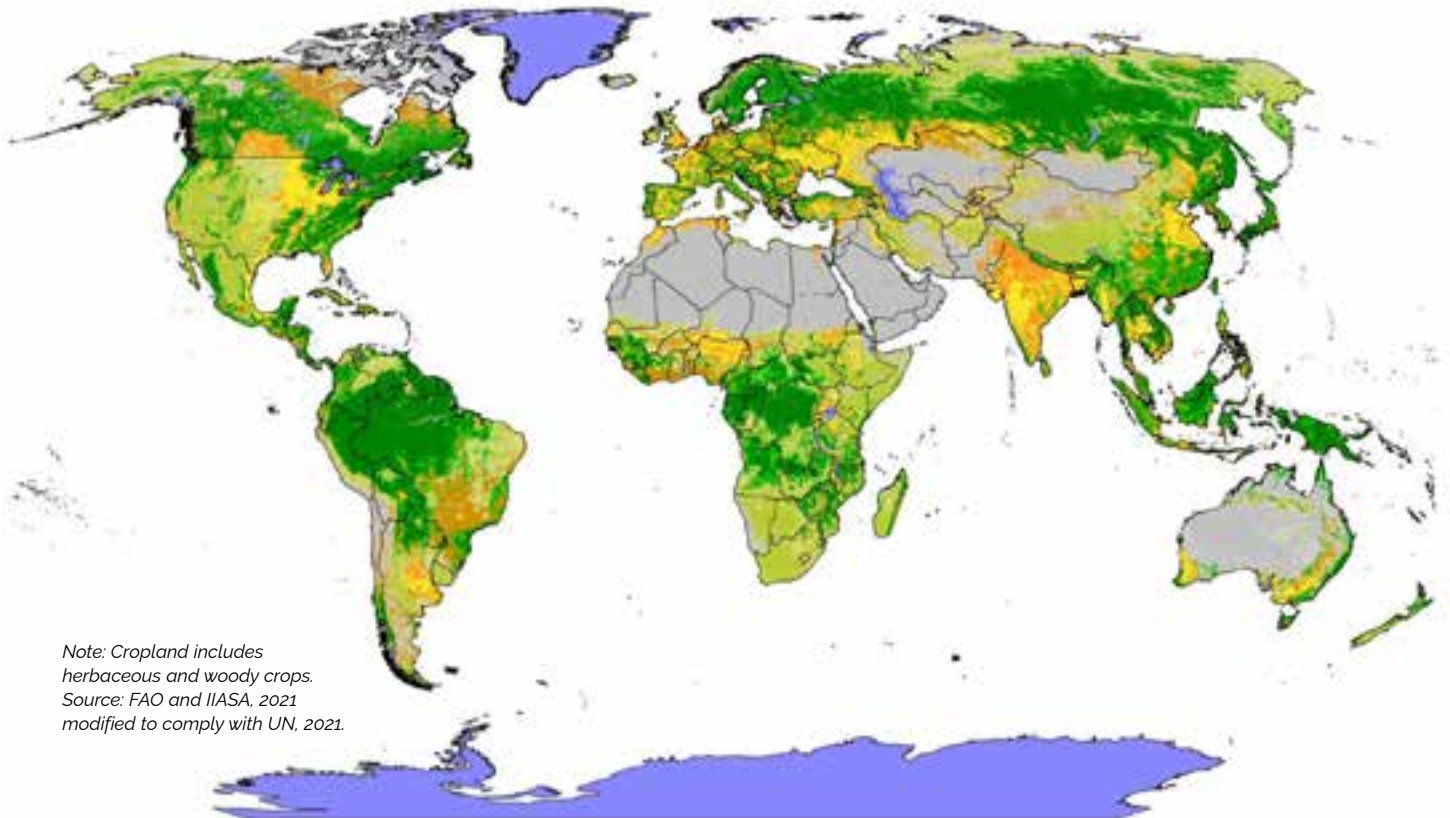 Note: Cropland includes
herbaceous and woody crops.
Source: FAO and IIASA, 2021
modified to comply with UN, 2021.